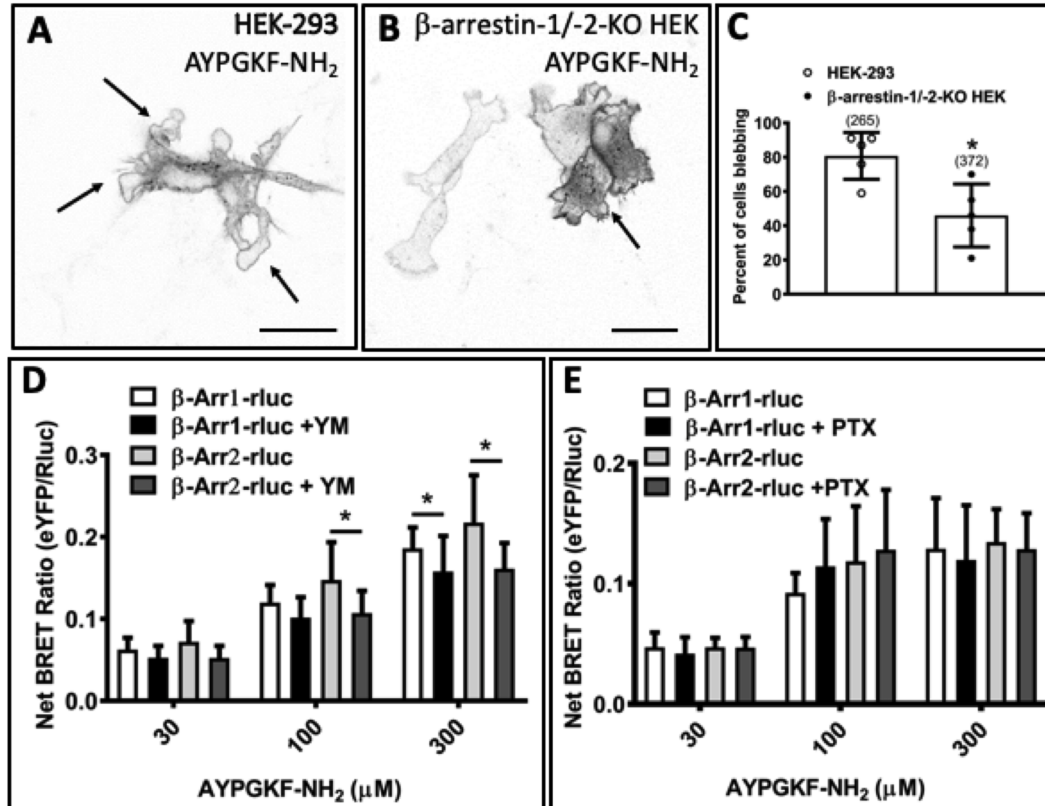 A
HEK-293
AYPGKF-NH₂
B
β-arrestin-1/-2-KO HEK
AYPGKF-NH₂
C
HEK-293
β-arrestin-1/-2-KO HEK
Percent of cells blebbing
100
80
60
40
20
0
(265)
*
(372)
D
β-Arr1-rluc
β-Arr1-rluc +YM
β-Arr2-rluc
β-Arr2-rluc + YM
Net BRET Ratio (eYFP/Rluc)
0.3
0.2
0.1
0.0
*
*
*
30
100
300
AYPGKF-NH₂ (μM)
E
β-Arr1-rluc
β-Arr1-rluc + PTX
β-Arr2-rluc
β-Arr2-rluc +PTX
Net BRET Ratio (eYFP/Rluc)
0.2
0.1
0.0
30
100
300
AYPGKF-NH₂ (μM)